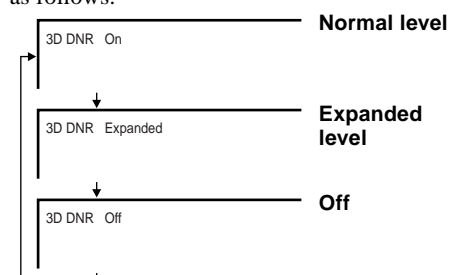 as follows:
Normal level
3D DNR On
Expanded
level
3D DNR Expanded
Off
3D DNR Off